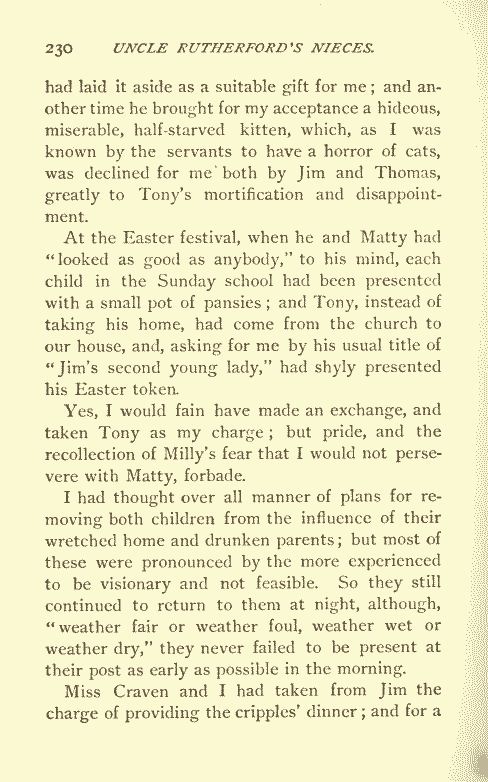 230 UNCLE RUTHERFORD'S NIECES.
had laid it aside as a suitable gift for me; and an-
other time he brought for my acceptance a hideous,
miserable, half-starved kitten, which, as I was
known by the servants to have a horror of cats,
was declined for me both by Jim and Thomas,
greatly to Tony's mortification and disappoint-
ment.
At the Easter festival, when he and Matty had
"looked as good as anybody," to his mind, each
child in the Sunday school had been presented
with a small pot of pansies; and Tony, instead of
taking his home, had come from the church to
our house, and, asking for me by his usual title of
"Jim's second young lady," had shyly presented
his Easter token.
Yes, I would fain have made an exchange, and
taken Tony as my charge; but pride, and the
recollection of Milly's fear that I would not perse-
vere with Matty, forbade.
I had thought over all manner of plans for re-
moving both children from the influence of their
wretched home and drunken parents; but most of
these were pronounced by the more experienced
to be visionary and not feasible. So they still
continued to return to them at night, although,
"weather fair or weather foul, weather wet or
weather dry," they never failed to be present at
their post as early as possible in the morning.
Miss Craven and I had taken from Jim the
charge of providing the cripples' dinner; and for a